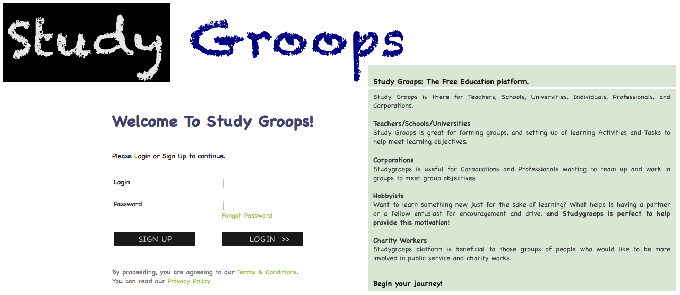 Study Groops
Welcome To Study Groops!
Please Login or Sign Up to continue.
Login
Password
Forgot Password
SIGN UP
LOGIN >>
By proceeding, you are agreeing to our Terms & Conditions.
You can read our Privacy Policy
Study Groops: The Free Education platform.
Study Groops is there for Teachers, Schools, Universities, Individuals, Professionals, and
Corporations.
Teachers/Schools/Universities
Study Groops is great for forming groups, and setting up of learning Activities and Tasks to
help meet learning objectives.
Corporations
Studygroops is useful for Corporations and Professionals wanting to team up and work in
groups to meet group objectives.
Hobbyists
Want to learn something new just for the sake of learning? What helps is having a partner
or a fellow entusiast for encouragement and drive, and Studygroops is perfect to help
provide this motivation!
Charity Workers
Studygroops platform is beneficial to those groups of people who would like to be more
involved in public service and charity works.
Begin your journey!